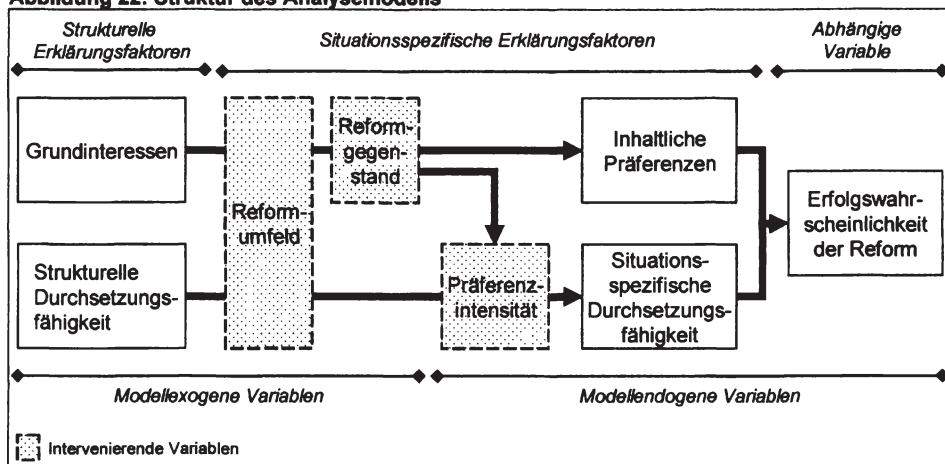 Abbildung 22: Struktur des Analysemodells
Strukturelle
Erklärungsfaktoren
Situationsspezifische Erklärungsfaktoren
Abhängige
Variable
Grundinteressen
Reform-
umfeld
Reform-
gegen-
stand
Inhaltliche
Präferenzen
Erfolgswahr-
scheinlichkeit
der Reform
Strukturelle
Durchsetzungs-
fähigkeit
Präferenz-
intensität
Situations-
spezifische
Durchsetzungs-
fähigkeit
Modellexogene Variablen
Modellendogene Variablen
Intervenierende Variablen